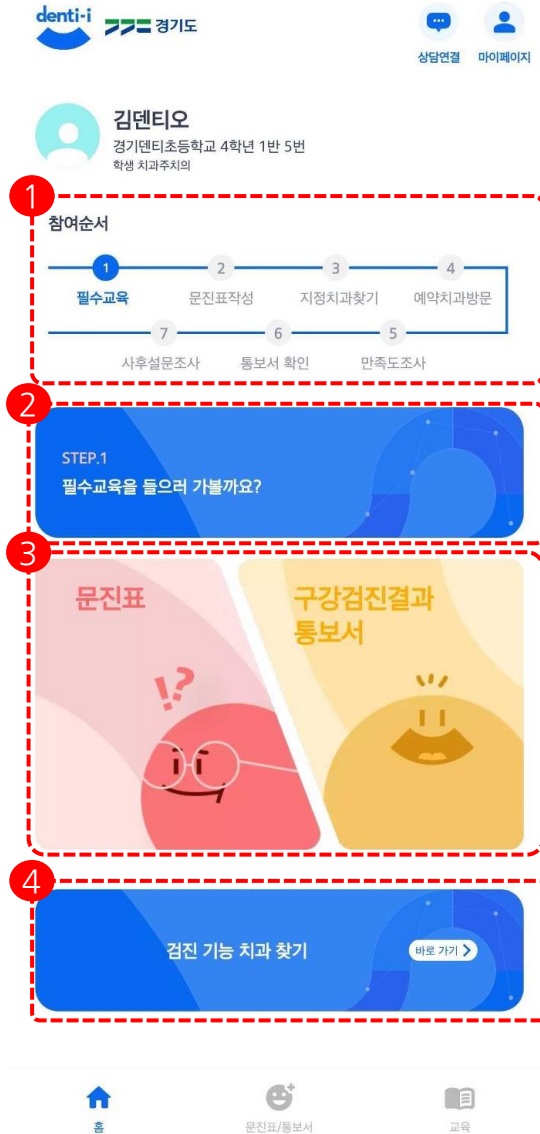 denti-i
경기도
상담연결
마이페이지
김덴티오
경기덴티초등학교 4학년 1반 5번
학생 치과주치의
1
참여순서
1 2 3 4
필수교육 문진표작성 지정치과찾기 예약치과방문
7 6 5
사후설문조사 통보서 확인 만족도조사
2
STEP.1
필수교육을 들으러 가볼까요?
3
문진표
구강검진결과
통보서
!?
4
검진 기능 치과 찾기
바로 가기
홈
문진표/통보서
교육